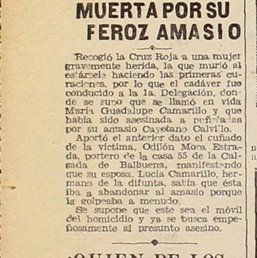 MUERTA POR SU
FEROZ AMASIO
Recogió la Cruz Roja a una mujer
gravemente herida, la que murió al
estársele haciendo las primeras cu-
raciones, por lo que el cadáver fue
conducido a la 1a. Delegación, don-
de se supo que se llamó en vida
María Guadalupe Camarillo y que
había sido asesinada a puñaladas
por su amasio Cayetano Calvillo.
Aportó el anterior dato el cuñado
de la víctima, Odilón Mora Estra-
da, portero de la casa 55 de la Cal-
zada de Balbuena, manifestando
que su esposa, Lucía Camarillo, her-
mana de la difunta, sabía que ésta
iba a abandonar al amasio porque
la golpeaba a menudo.
Se supone que este sea el móvil
del homicidio y ya se busca em-
peñosamente al presunto asesino.
¿QUIEN DE LOS